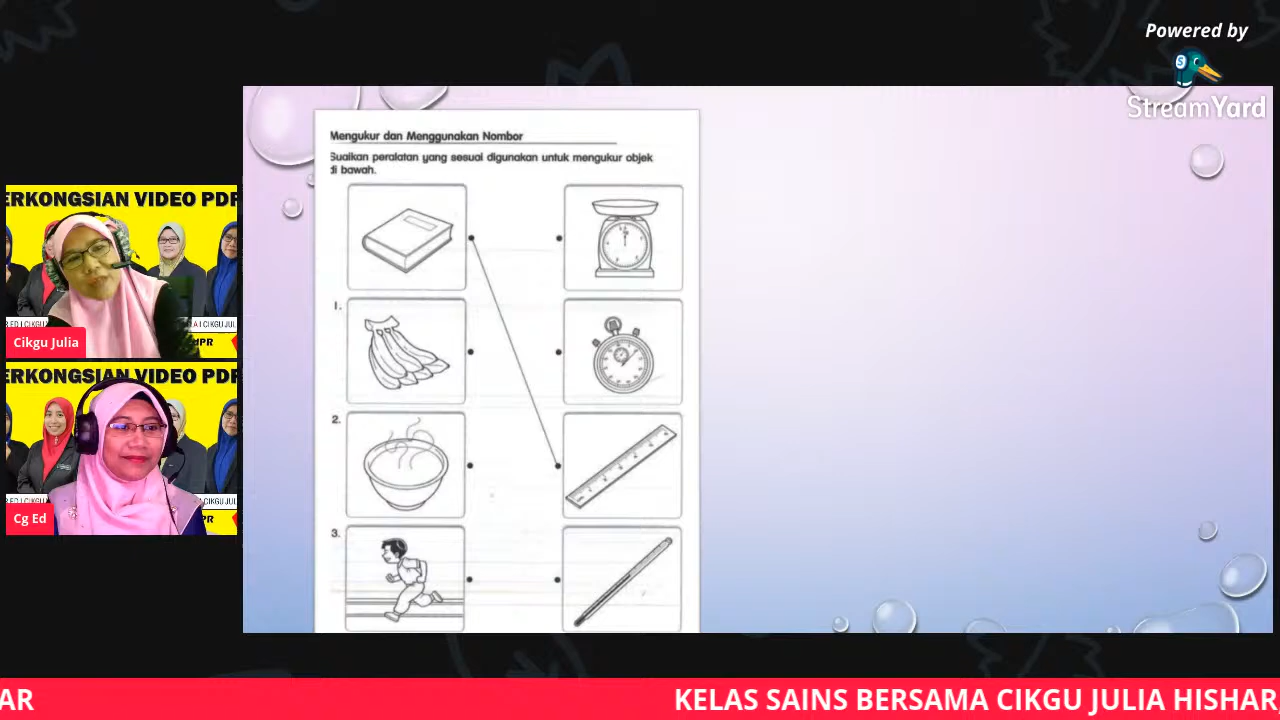 Powered by
StreamYard
Mengukur dan Menggunakan Nombor
Suaikan peralatan yang sesuai digunakan untuk mengukur objek
di bawah.
1.
2.
3.
ERKONGSIAN VIDEO PDP
Cikgu Julia
ERKONGSIAN VIDEO PDP
Cg Ed
AR
KELAS SAINS BERSAMA CIKGU JULIA HISHAR